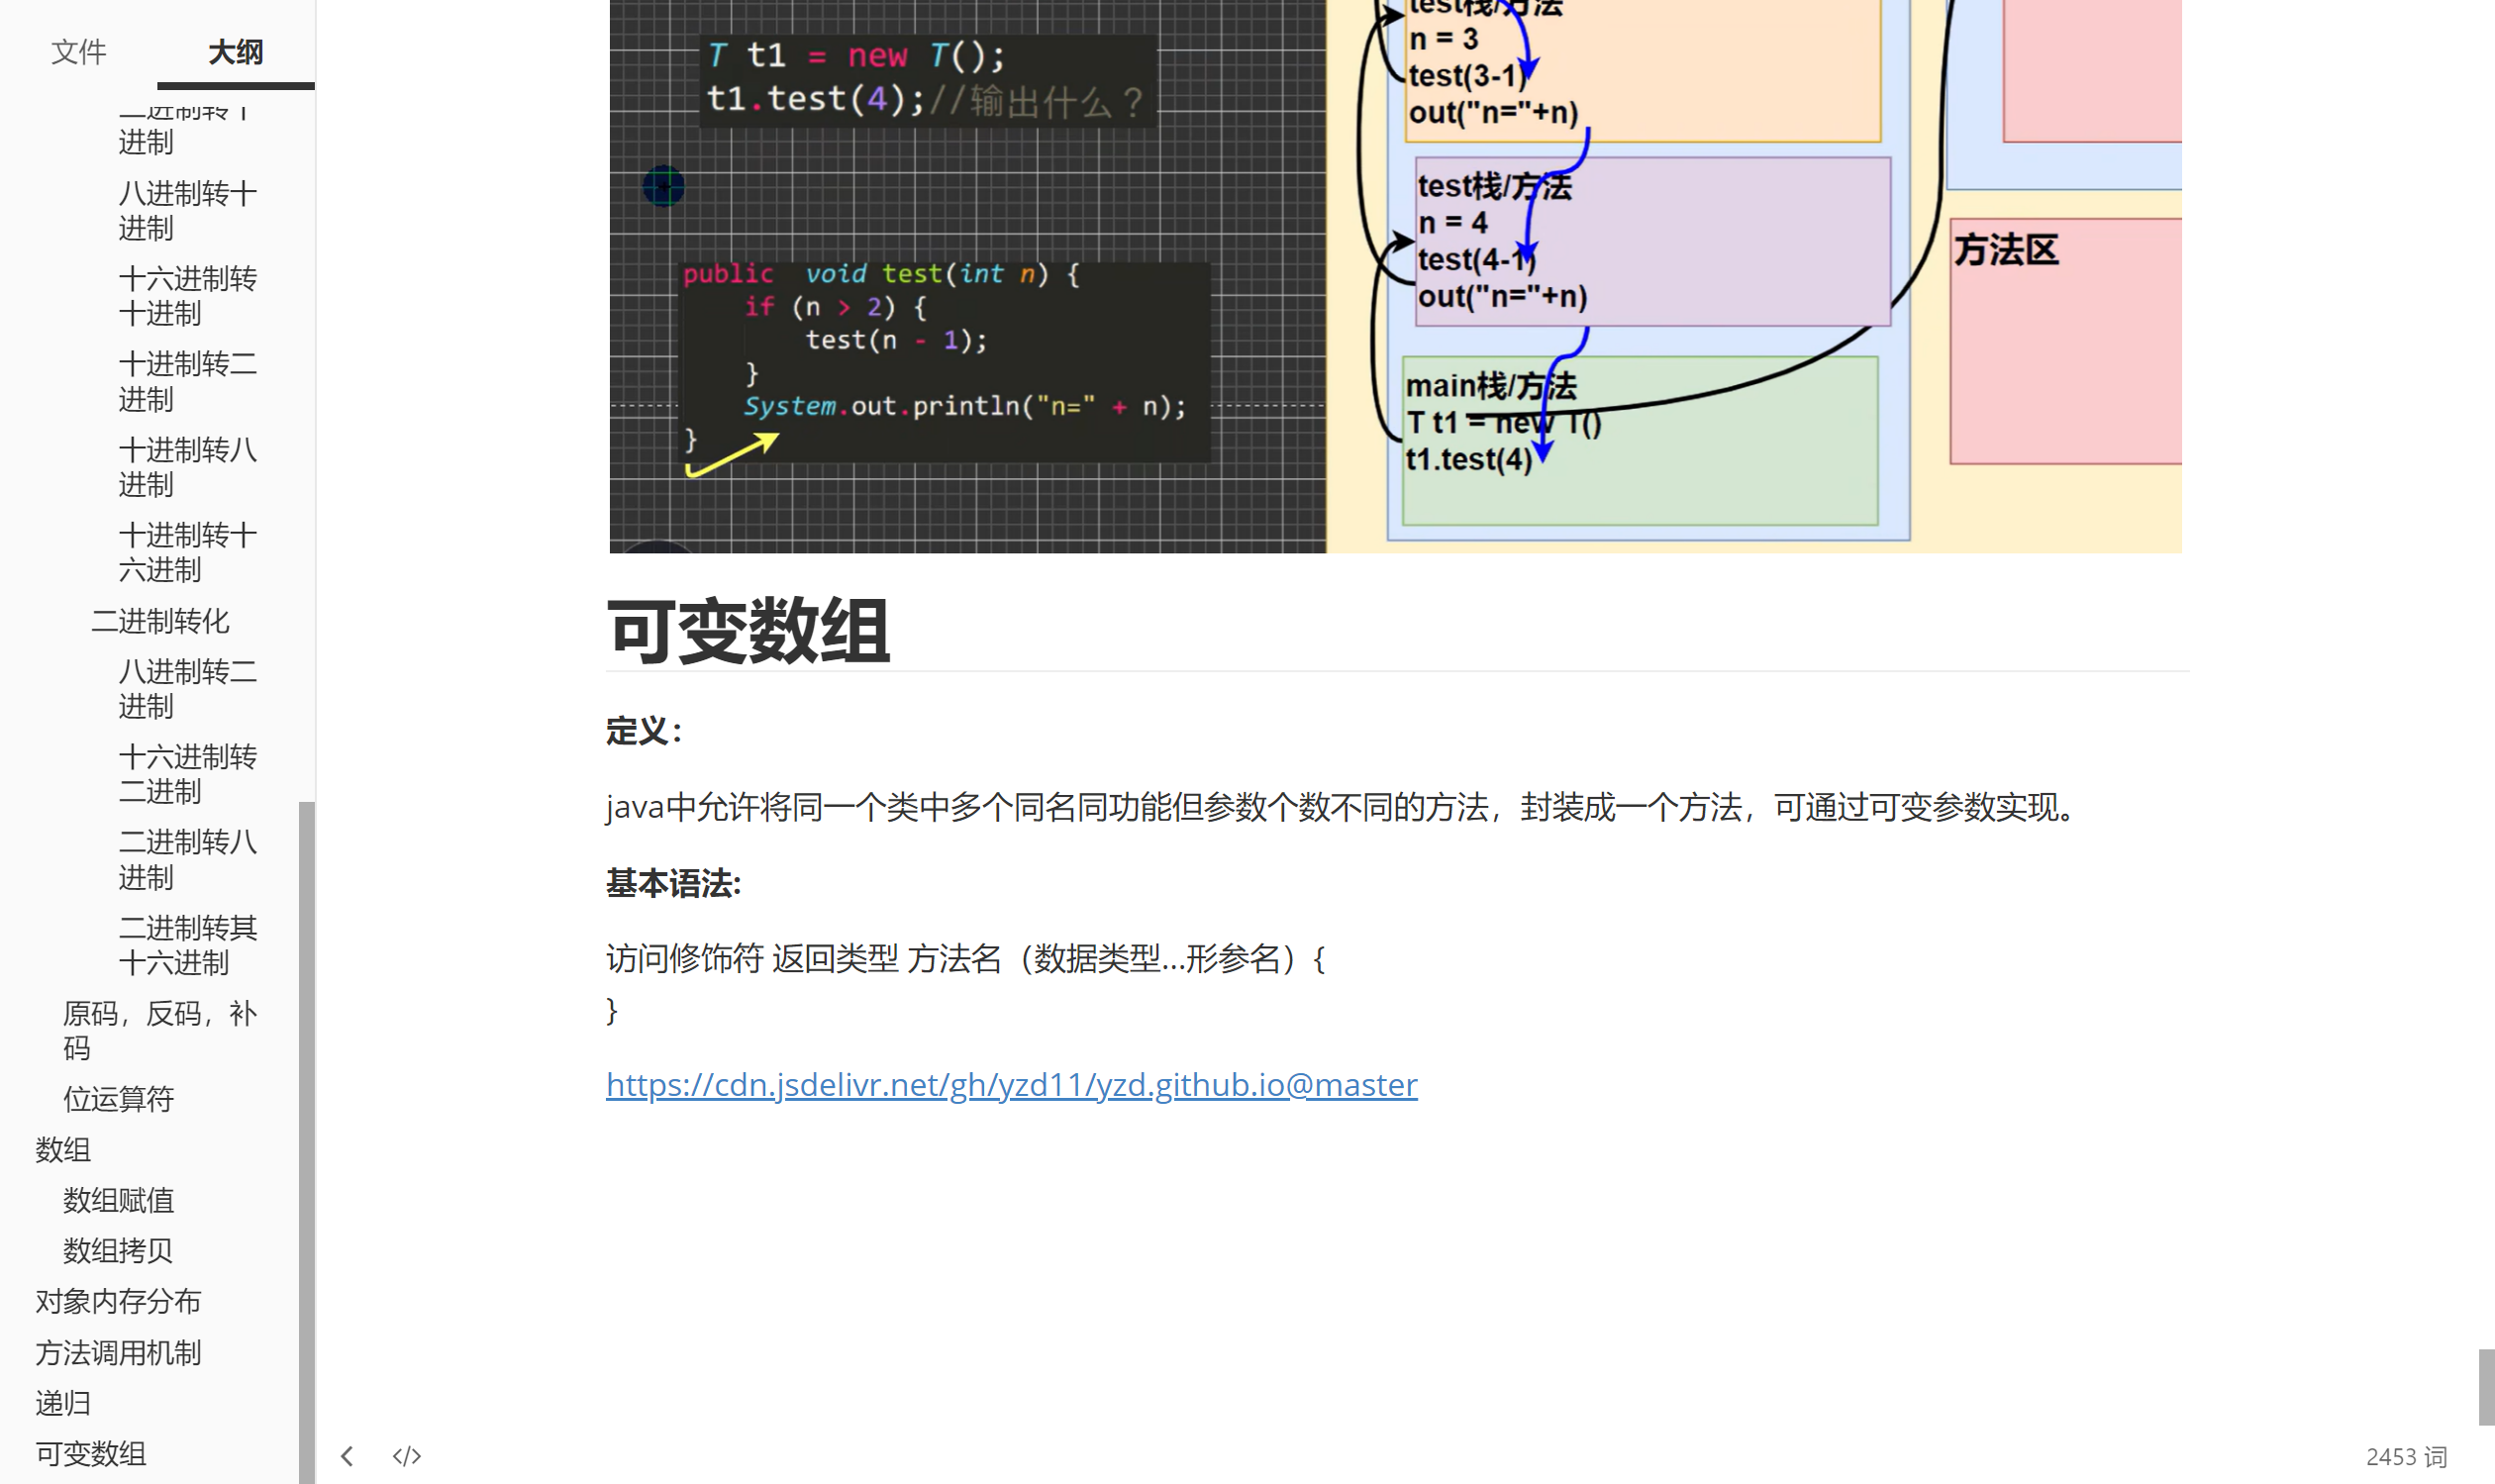 文件
大纲
二进制转十
进制
八进制转十
进制
十六进制转
十进制
十进制转二
进制
十进制转八
进制
十进制转十
六进制
二进制转化
八进制转二
进制
十六进制转
二进制
二进制转八
进制
二进制转其
十六进制
原码，反码，补
码
位运算符
数组
数组赋值
数组拷贝
对象内存分布
方法调用机制
递归
可变数组
T t1 = new T();
t1.test(4);//输出什么？
public void test(int n) {
if (n > 2) {
test(n - 1);
}
System.out.println("n=" + n);
}
test栈/方法
n = 3
test(3-1)
out("n="+n)
test栈/方法
n = 4
test(4-1)
out("n="+n)
main栈/方法
T t1 = new T()
t1.test(4)
方法区
可变数组
定义：
java中允许将同一个类中多个同名同功能但参数个数不同的方法，封装成一个方法，可通过可变参数实现。
基本语法:
访问修饰符 返回类型 方法名（数据类型...形参名）{
}
https://cdn.jsdelivr.net/gh/yzd11/yzd.github.io@master
</> 
2453 词